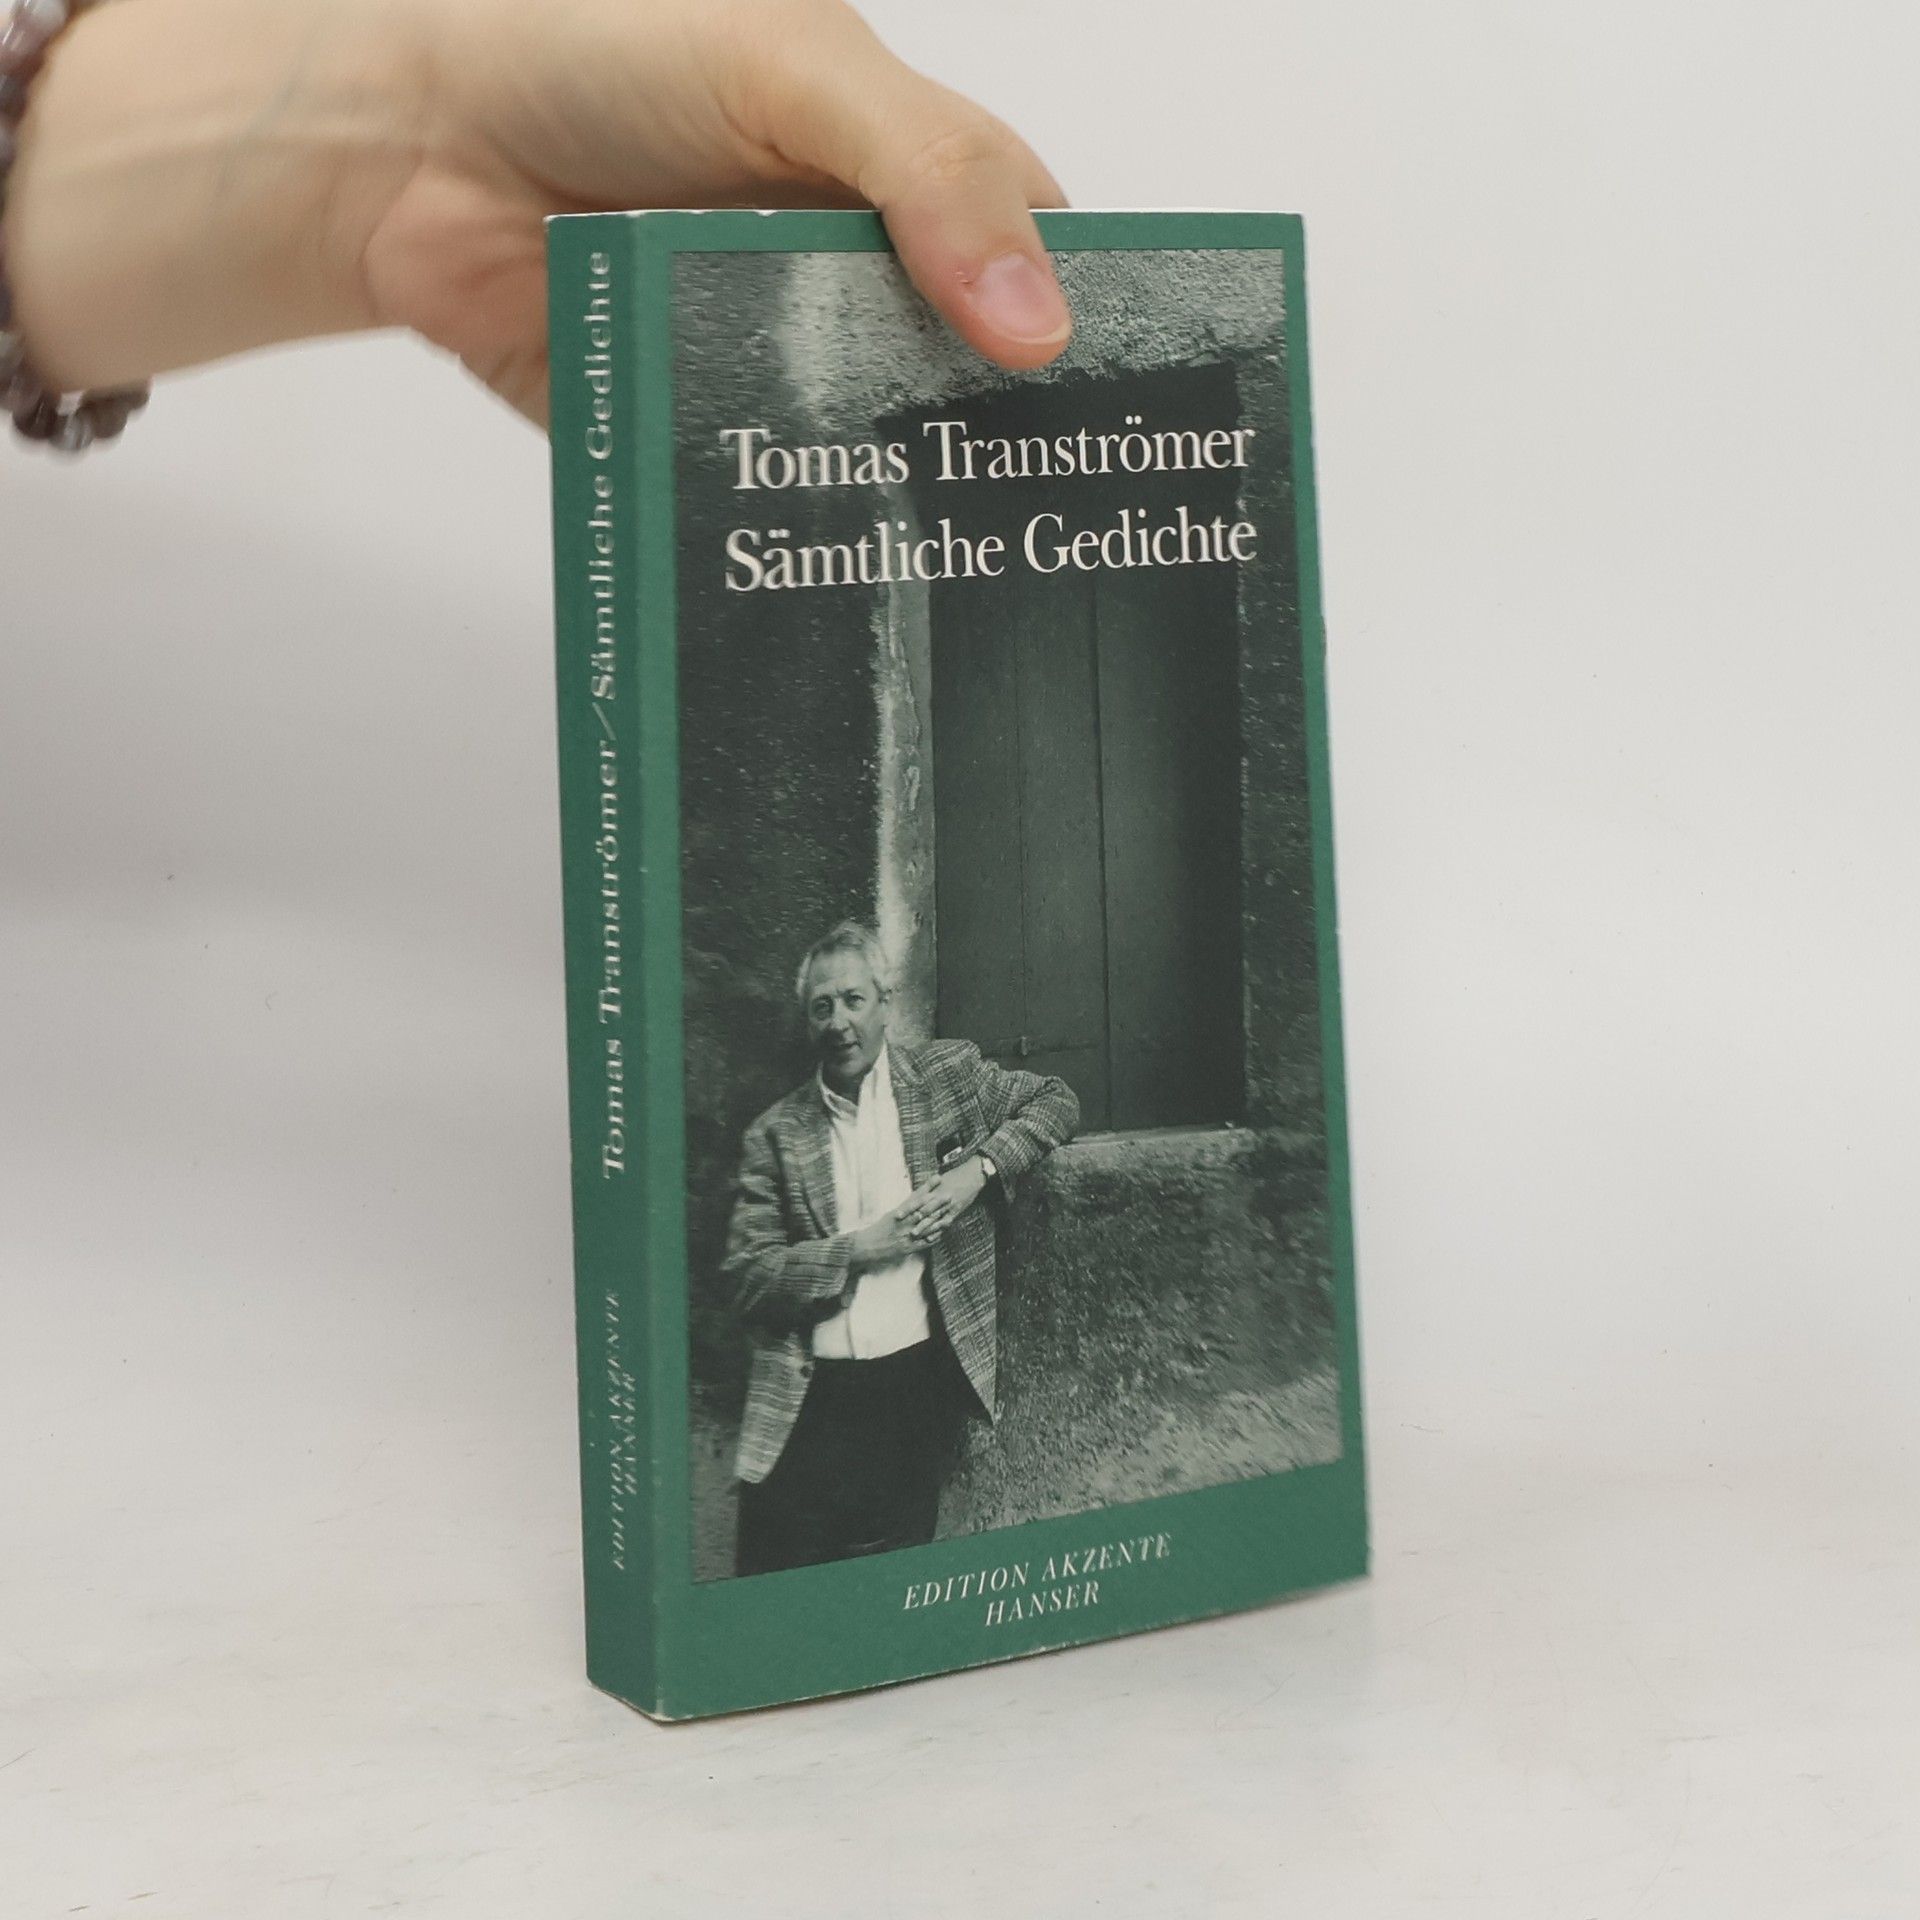 Tomas Tranströmer/Sämtliche Gedichte
EDITION AKZENTE
HANSER
Tomas Tranströmer
Sämtliche Gedichte
EDITION AKZENTE
HANSER